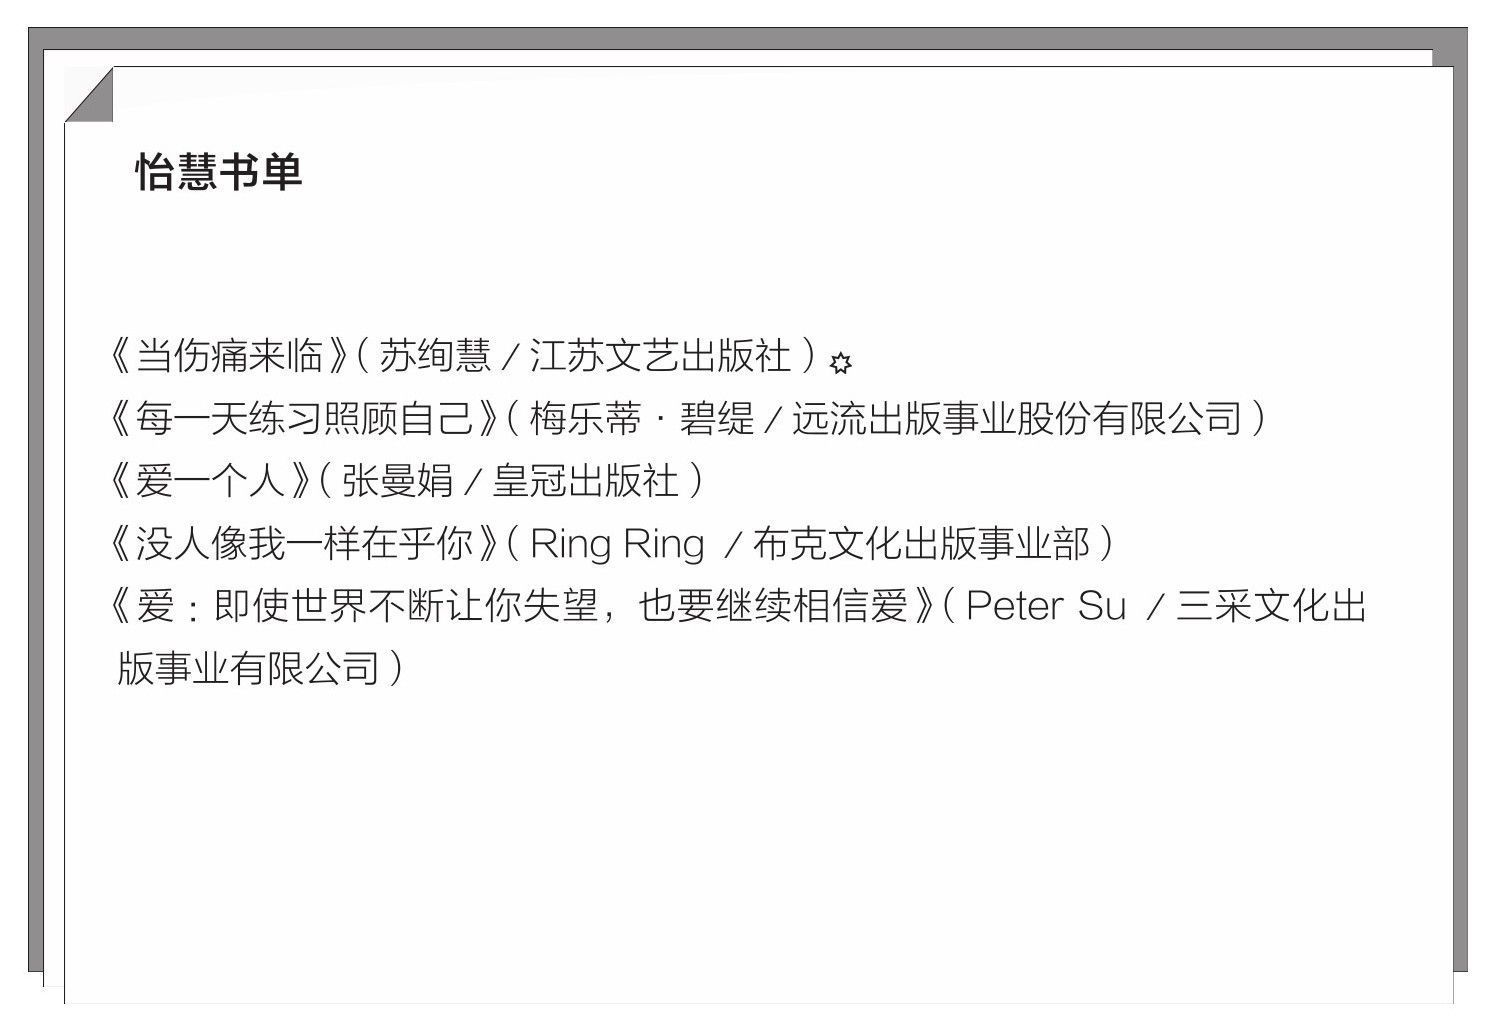 怡慧书单
《当伤痛来临》（苏绚慧/江苏文艺出版社）
《每一天练习照顾自己》（梅乐蒂·碧缇/远流出版事业股份有限公司）
《爱一个人》（张曼娟/皇冠出版社）
《没人像我一样在乎你》（Ring Ring /布克文化出版事业部）
《爱：即使世界不断让你失望，也要继续相信爱》（Peter Su /三采文化出
版事业有限公司）